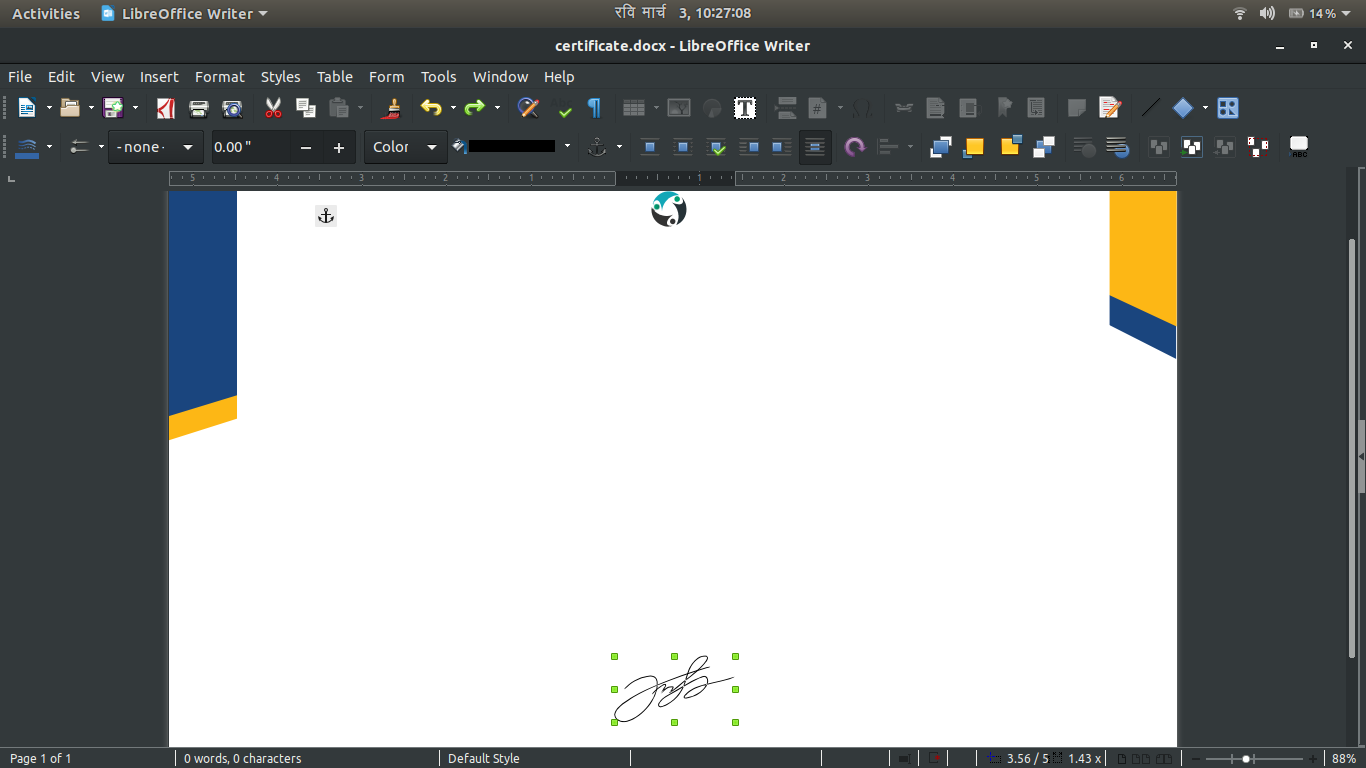 Activities LibreOffice Writer रवि मार्च 3, 10:27:08 14%
certificate.docx - LibreOffice Writer
File Edit View Insert Format Styles Table Form Tools Window Help
T
- none - 0.00 " Color ABC
5 4 3 2 1 1 2 3 4 5 6
Page 1 of 1 0 words, 0 characters Default Style 3.56 / 5 1.43 x 88%